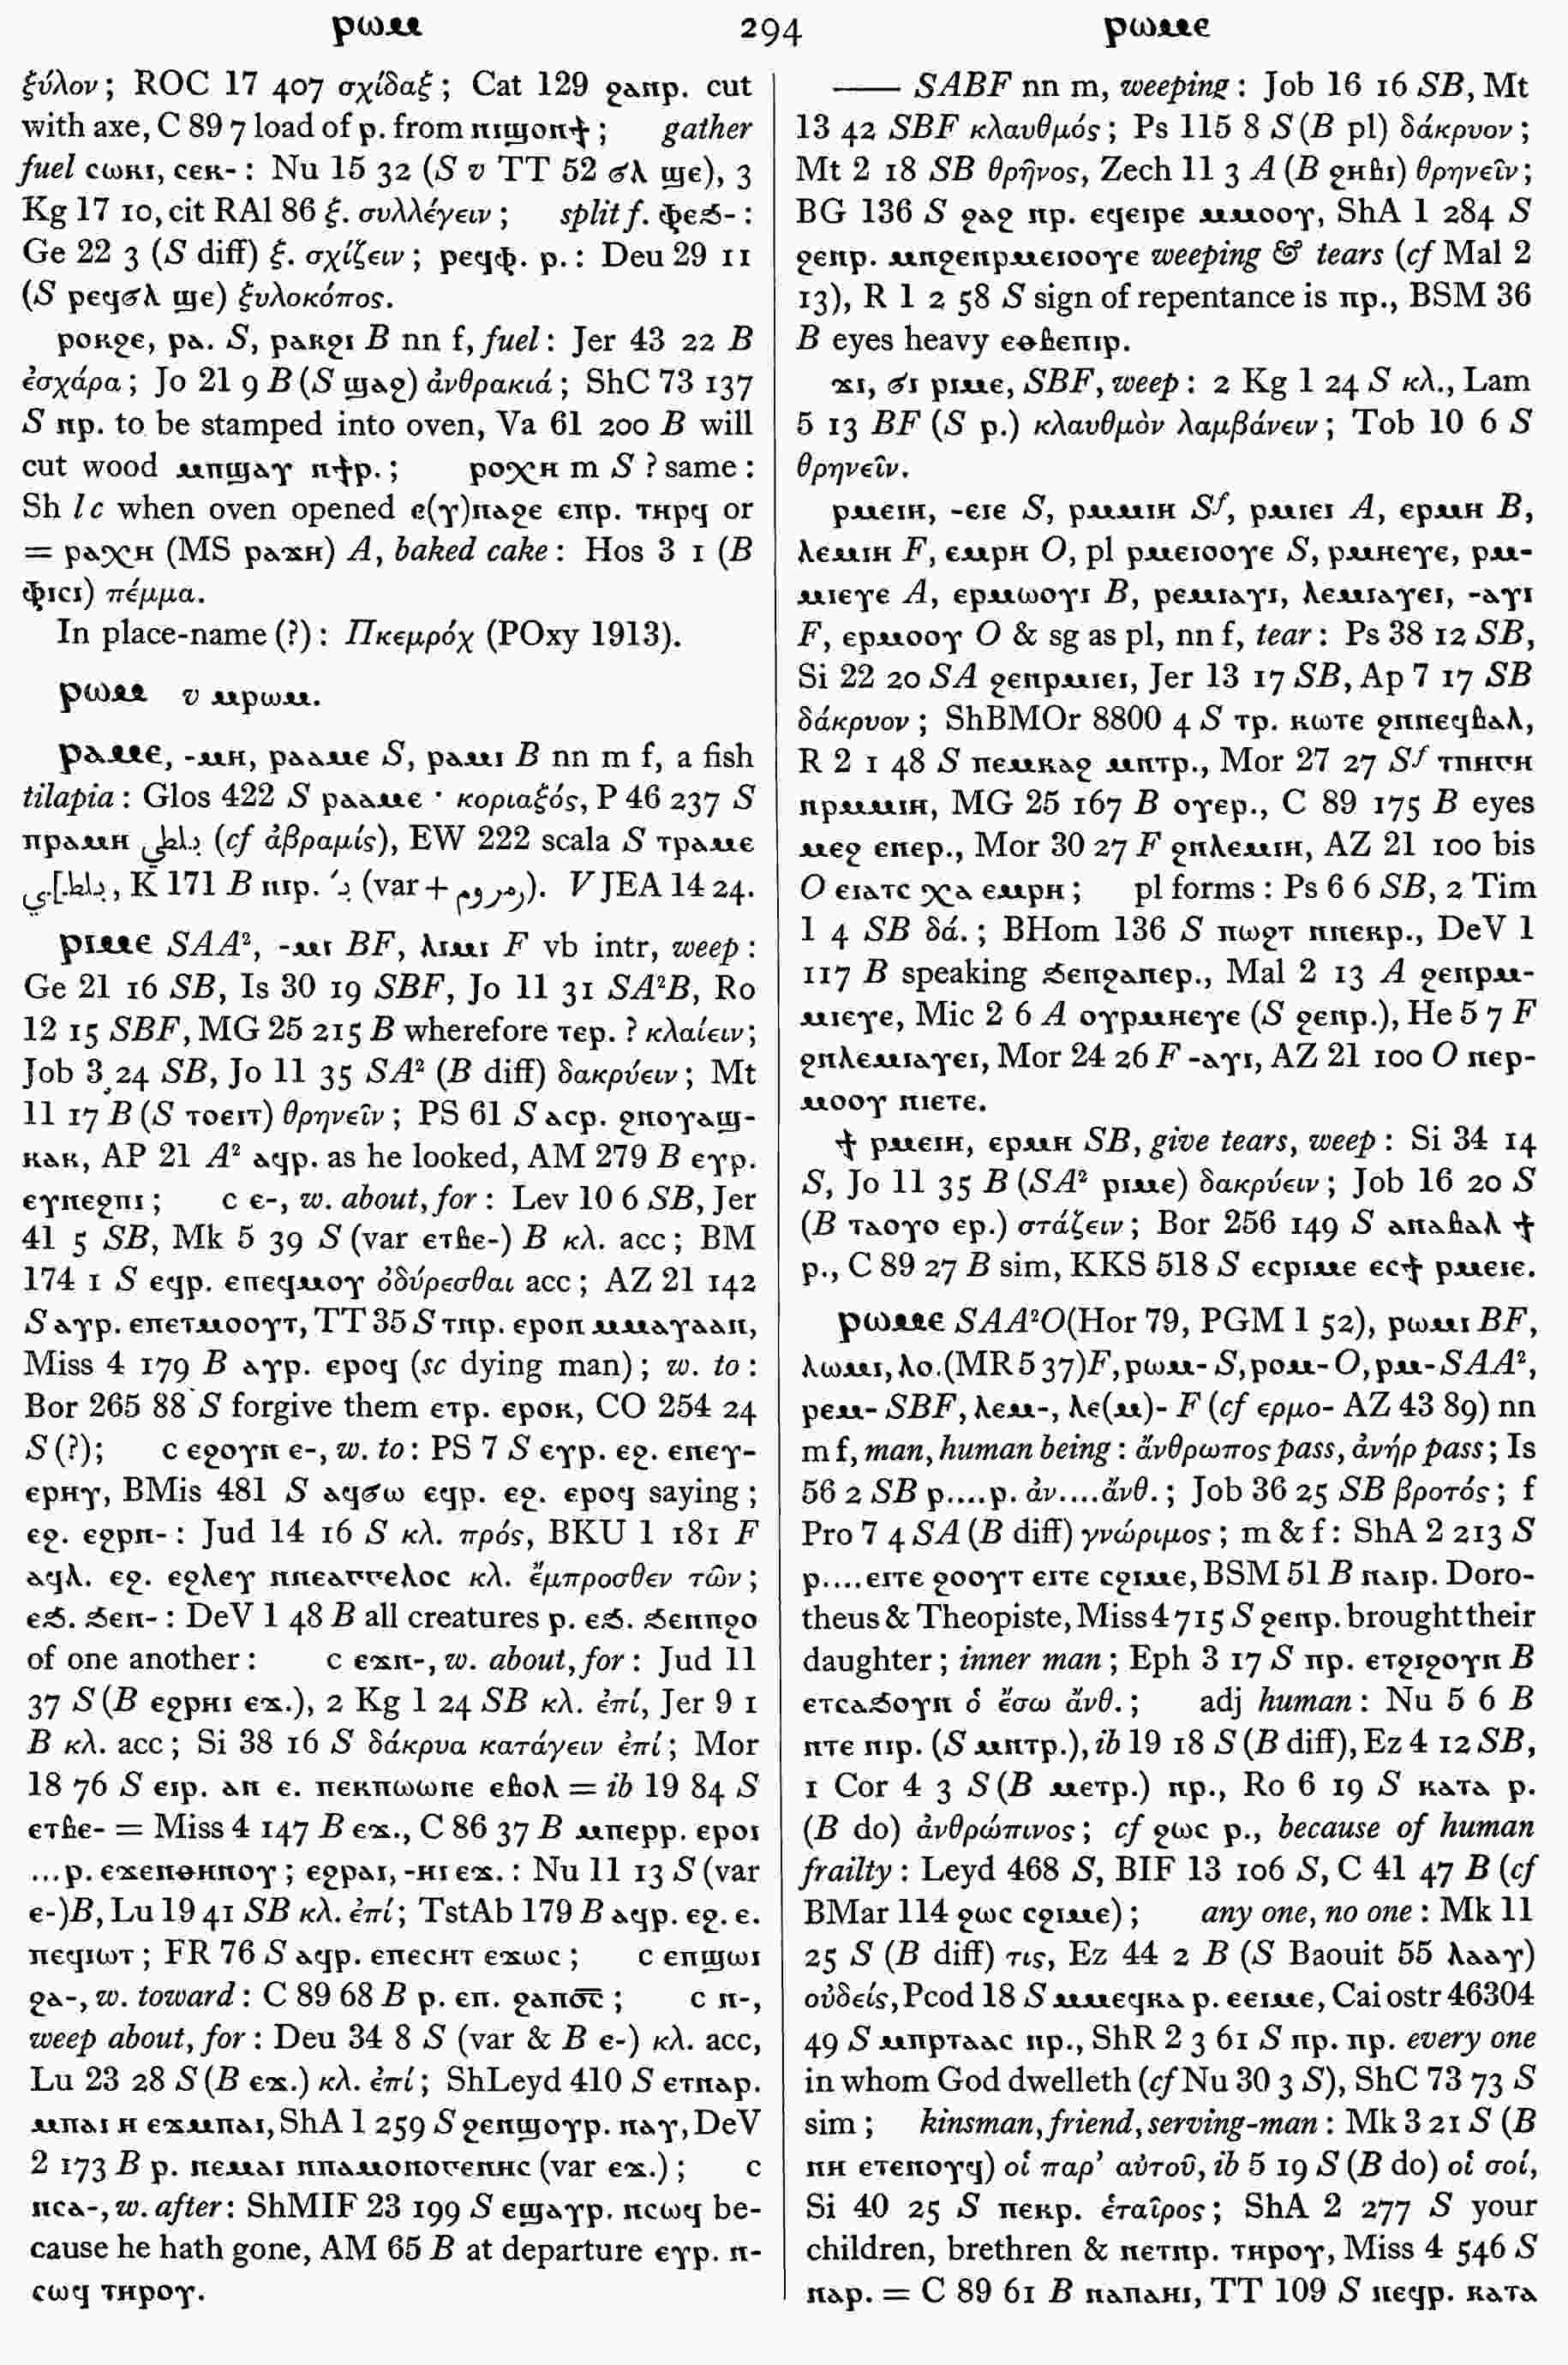 ⲣⲱⲙ 294 ⲣⲱⲙⲉ
ξύλον; ROC 17 407 σχίδαξ; Cat 129 ϩⲁⲛⲣ. cut
with axe, C 89 7 load of p. from ⲡⲓϣⲟⲛϯ; gather
fuel ⲥⲱⲕⲓ, ⲥⲉⲕ-: Nu 15 32 (S v TT 52 ϭⲗ ϣⲉ), 3
Kg 17 10, cit RAl 86 ξ. συλλέγειν; split f. ⲫⲉϧ-:
Ge 22 3 (S diff) ξ. σχίζειν; ⲣⲉϥⲫ. ⲣ.: Deu 29 11
(S ⲣⲉϥϭⲗ ϣⲉ) ξυλοκόπος.
ⲣⲟⲕϩⲉ, ⲣⲁ. S, ⲣⲁⲕϩⲓ B nn f, fuel: Jer 43 22 B
ἐσχάρα; Jo 21 9 B (S ϣⲁϩ) ἀνθρακιά; ShC 73 137
S ⲡⲣ. to be stamped into oven, Va 61 200 B will
cut wood ⲙⲡϣⲁⲩ ⲛϯⲣ.; ⲣⲟⲭⲏ m S ? same:
Sh lc when oven opened ⲉ(ⲩ)ⲛⲁϩⲉ ⲉⲡⲣ. ⲧⲏⲣϥ or
= ⲣⲁⲭⲏ (MS ⲣⲁϫⲏ) A, baked cake: Hos 3 1 (B
ⲫⲓⲥⲓ) πέμμα.
In place-name (?): Πκεμρόχ (POxy 1913).
ⲣⲱⲙ v ⲙⲣⲱⲙ.
ⲣⲁⲙⲉ, -ⲙⲏ, ⲣⲁⲁⲙⲉ S, ⲣⲁⲙⲓ B nn m f, a fish
tilapia: Glos 422 S ⲣⲁⲁⲙⲉ · κοριαξός, P 46 237 S
ⲡⲣⲁⲙⲏ (cf ἀβραμίς), EW 222 scala S ⲧⲣⲁⲙⲉ
, K 171 B ⲡⲓⲣ. (var + ). V JEA 14 24.
ⲣⲓⲙⲉ SAA², -ⲙⲓ BF, ⲗⲓⲙⲓ F vb intr, weep:
Ge 21 16 SB, Is 30 19 SBF, Jo 11 31 SA²B, Ro
12 15 SBF, MG 25 215 B wherefore ⲧⲉⲣ. ? κλαίειν;
Job 3 24 SB, Jo 11 35 SA² (B diff) δακρύειν; Mt
11 17 B (S ⲧⲟⲉⲓⲧ) θρηνεῖν; PS 61 S ⲁⲥⲣ. ϩⲛⲟⲩⲁϣ-
ⲕⲁⲕ, AP 21 A² ⲁϥⲣ. as he looked, AM 279 B ⲉⲩⲣ.
ⲉⲩⲛⲉϩⲡⲓ; c ⲉ-, w. about, for: Lev 10 6 SB, Jer
41 5 SB, Mk 5 39 S (var ⲉⲧⲃⲉ-) B κλ. acc; BM
174 1 S ⲉϥⲣ. ⲉⲡⲉϥⲙⲟⲩ ὀδύρεσθαι acc; AZ 21 142
S ⲁⲩⲣ. ⲉⲡⲉⲧⲙⲟⲟⲩⲧ, TT 35 S ⲧⲛⲣ. ⲉⲣⲟⲛ ⲙⲙⲁⲩⲁⲁⲛ,
Miss 4 179 B ⲁⲩⲣ. ⲉⲣⲟϥ (sc dying man); w. to:
Bor 265 88 S forgive them ⲉⲧⲣ. ⲉⲣⲟⲕ, CO 254 24
S (?); c ⲉϩⲟⲩⲛ ⲉ-, w. to: PS 7 S ⲉⲩⲣ. ⲉϩ. ⲉⲛⲉⲩ-
ⲉⲣⲏⲩ, BMis 481 S ⲁϥϭⲱ ⲉϥⲣ. ⲉϩ. ⲉⲣⲟϥ saying;
ⲉϩ. ⲉϩⲣⲛ-: Jud 14 16 S κλ. πρός, BKU 1 181 F
ⲁϥⲗ. ⲉϩ. ⲉϩⲗⲉⲩ ⲛⲛⲉⲁⲅⲅⲉⲗⲟⲥ κλ. ἔμπροσθεν τῶν;
ⲉϧ. ϧⲉⲛ-: DeV 1 48 B all creatures p. ⲉϧ. ϧⲉⲛⲛϩⲟ
of one another: c ⲉϫⲛ-, w. about, for: Jud 11
37 S (B ⲉϩⲣⲏⲓ ⲉϫ.), 2 Kg 1 24 SB κλ. ἐπί, Jer 9 1
B κλ. acc; Si 38 16 S δάκρυα κατάγειν ἐπί; Mor
18 76 S ⲉⲓⲣ. ⲁⲛ ⲉ. ⲡⲉⲕⲡⲱⲱⲛⲉ ⲉⲃⲟⲗ = ib 19 84 S
ⲉⲧⲃⲉ- = Miss 4 147 B ⲉϫ., C 86 37 B ⲙⲡⲉⲣⲣ. ⲉⲣⲟⲓ
...ⲣ. ⲉϫⲉⲛⲑⲏⲛⲟⲩ; ⲉϩⲣⲁⲓ, -ⲏⲓ ⲉϫ.: Nu 11 13 S (var
ⲉ-)B, Lu 19 41 SB κλ. ἐπί; TstAb 179 B ⲁϥⲣ. ⲉϩ. ⲉ.
ⲡⲉϥⲓⲱⲧ; FR 76 S ⲁϥⲣ. ⲉⲡⲉⲥⲏⲧ ⲉϫⲱⲥ; c ⲉⲡϣⲱⲓ
ϩⲁ-, w. toward: C 89 68 B ⲣ. ⲉⲡ. ϩⲁⲡϭ̅ⲥ̅; c ⲛ-,
weep about, for: Deu 34 8 S (var & B ⲉ-) κλ. acc,
Lu 23 28 S (B ⲉϫ.) κλ. ἐπί; ShLeyd 410 S ⲉⲧⲛⲁⲣ.
ⲙⲡⲁⲓ ⲏ ⲉϫⲙⲡⲁⲓ, ShA 1 259 S ϩⲉⲛϣⲟⲩⲣ. ⲛⲁⲩ, DeV
2 173 B ⲣ. ⲛⲉⲙⲁⲓ ⲛⲡⲁⲙⲟⲛⲟⲅⲉⲛⲏⲥ (var ⲉϫ.); c
ⲛⲥⲁ-, w. after: ShMIF 23 199 S ⲉϣⲁⲩⲣ. ⲛⲥⲱϥ be-
cause he hath gone, AM 65 B at departure ⲉⲩⲣ. ⲛ-
ⲥⲱϥ ⲧⲏⲣⲟⲩ.
—— SABF nn m, weeping: Job 16 16 SB, Mt
13 42 SBF κλαυθμός; Ps 115 8 S (B pl) δάκρυον;
Mt 2 18 SB θρῆνος, Zech 11 3 A (B ϩⲏⲃⲓ) θρηνεῖν;
BG 136 S ϩⲁϩ ⲛⲣ. ⲉϥⲉⲓⲣⲉ ⲙⲙⲟⲟⲩ, ShA 1 284 S
ϩⲉⲛⲣ. ⲙⲛϩⲉⲛⲣⲙⲉⲓⲟⲟⲩⲉ weeping & tears (cf Mal 2
13), R 1 2 58 S sign of repentance is ⲡⲣ., BSM 36
B eyes heavy ⲉⲑⲃⲉⲡⲓⲣ.
ϫⲓ, ϭⲓ ⲣⲓⲙⲉ, SBF, weep: 2 Kg 1 24 S κλ., Lam
5 13 BF (S ⲣ.) κλαυθμὸν λαμβάνειν; Tob 10 6 S
θρηνεῖν.
ⲣⲙⲉⲓⲏ, -ⲉⲓⲉ S, ⲣⲙⲙⲓⲏ Sf, ⲣⲙⲓⲉⲓ A, ⲉⲣⲙⲏ B,
ⲗⲉⲙⲓⲏ F, ⲉⲙⲣⲏ O, pl ⲣⲙⲉⲓⲟⲟⲩⲉ S, ⲣⲙⲏⲉⲩⲉ, ⲣⲙ-
ⲙⲓⲉⲩⲉ A, ⲉⲣⲙⲱⲟⲩⲓ B, ⲣⲉⲙⲓⲁⲩⲓ, ⲗⲉⲙⲓⲁⲩⲉⲓ, -ⲁⲩⲓ
F, ⲉⲣⲙⲟⲟⲩ O & sg as pl, nn f, tear: Ps 38 12 SB,
Si 22 20 SA ϩⲉⲛⲣⲙⲓⲉⲓ, Jer 13 17 SB, Ap 7 17 SB
δάκρυον; ShBMOr 8800 4 S ⲧⲣ. ⲕⲱⲧⲉ ϩⲛⲛⲉϥⲃⲁⲗ,
R 2 1 48 S ⲡⲉⲙⲕⲁϩ ⲙⲡⲧⲣ., Mor 27 27 Sf ⲧⲡⲏⲅⲏ
ⲛⲣⲙⲙⲓⲏ, MG 25 167 B ⲟⲩⲉⲣ., C 89 175 B eyes
ⲙⲉϩ ⲉⲛⲉⲣ., Mor 30 27 F ϩⲛⲗⲉⲙⲓⲏ, AZ 21 100 bis
O ⲉⲓⲁⲧⲥ ⲭⲁ ⲉⲙⲣⲏ; pl forms: Ps 6 6 SB, 2 Tim
1 4 SB δά.; BHom 136 S ⲡⲱϩⲧ ⲛⲛⲉⲕⲣ., DeV 1
117 B speaking ϧⲉⲛϩⲁⲛⲉⲣ., Mal 2 13 A ϩⲉⲛⲣⲙ-
ⲙⲓⲉⲩⲉ, Mic 2 6 A ⲟⲩⲣⲙⲏⲉⲩⲉ (S ϩⲉⲛⲣ.), He 5 7 F
ϩⲛⲗⲉⲙⲓⲁⲩⲉⲓ, Mor 24 26 F -ⲁⲩⲓ, AZ 21 100 O ⲛⲉⲣ-
ⲙⲟⲟⲩ ⲛⲓⲉⲧⲉ.
ϯ ⲣⲙⲉⲓⲏ, ⲉⲣⲙⲏ SB, give tears, weep: Si 34 14
S, Jo 11 35 B (SA² ⲣⲓⲙⲉ) δακρύειν; Job 16 20 S
(B ⲧⲁⲟⲩⲟ ⲉⲣ.) στάζειν; Bor 256 149 S ⲁⲡⲁⲃⲁⲗ ϯ
ⲣ., C 89 27 B sim, KKS 518 S ⲉⲥⲣⲓⲙⲉ ⲉⲥϯ ⲣⲙⲉⲓⲉ.
ⲣⲱⲙⲉ SAA²O(Hor 79, PGM 1 52), ⲣⲱⲙⲓ BF,
ⲗⲱⲙⲓ, ⲗⲟ.(MR 5 37)F, ⲣⲱⲙ- S, ⲣⲟⲙ- O, ⲣⲙ- SAA²,
ⲣⲉⲙ- SBF, ⲗⲉⲙ-, ⲗⲉ(ⲙ)- F (cf ερμο- AZ 43 89) nn
m f, man, human being: ἄνθρωπος pass, ἀνήρ pass; Is
56 2 SB ⲣ....ⲣ. ἀν....ἄνθ.; Job 36 25 SB βροτός; f
Pro 7 4 SA (B diff) γνώριμος; m & f: ShA 2 213 S
ⲣ....ⲉⲓⲧⲉ ϩⲟⲟⲩⲧ ⲉⲓⲧⲉ ⲥϩⲓⲙⲉ, BSM 51 B ⲛⲁⲓⲣ. Doro-
theus & Theopiste, Miss 4 715 S ϩⲉⲛⲣ. brought their
daughter; inner man; Eph 3 17 S ⲡⲣ. ⲉⲧϩⲓϩⲟⲩⲛ B
ⲉⲧⲥⲁϧⲟⲩⲛ ὁ ἔσω ἄνθ.; adj human: Nu 5 6 B
ⲛⲧⲉ ⲡⲓⲣ. (S ⲙⲛⲧⲣ.), ib 19 18 S (B diff), Ez 4 12 SB,
1 Cor 4 3 S (B ⲙⲉⲧⲣ.) ⲛⲣ., Ro 6 19 S ⲕⲁⲧⲁ ⲣ.
(B do) ἀνθρώπινος; cf ϩⲱⲥ ⲣ., because of human
frailty: Leyd 468 S, BIF 13 106 S, C 41 47 B (cf
BMar 114 ϩⲱⲥ ⲥϩⲓⲙⲉ); any one, no one: Mk 11
25 S (B diff) τις, Ez 44 2 B (S Baouit 55 ⲗⲁⲁⲩ)
οὐδείς, Pcod 18 S ⲙⲙⲉϥⲕⲁ ⲣ. ⲉⲉⲓⲙⲉ, Cai ostr 46304
49 S ⲙⲡⲣⲧⲁⲁⲥ ⲛⲣ., ShR 2 3 61 S ⲡⲣ. ⲡⲣ. every one
in whom God dwelleth (cf Nu 30 3 S), ShC 73 73 S
sim; kinsman, friend, serving-man: Mk 3 21 S (B
ⲛⲏ ⲉⲧⲉⲛⲟⲩϥ) οἱ παρ’ αὐτοῦ, ib 5 19 S (B do) οἱ σοί,
Si 40 25 S ⲡⲉⲕⲣ. ἑταῖρος; ShA 2 277 S your
children, brethren & ⲛⲉⲧⲛⲣ. ⲧⲏⲣⲟⲩ, Miss 4 546 S
ⲛⲁⲣ. = C 89 61 B ⲛⲁⲡⲁⲏⲓ, TT 109 S ⲛⲉϥⲣ. ⲕⲁⲧⲁ